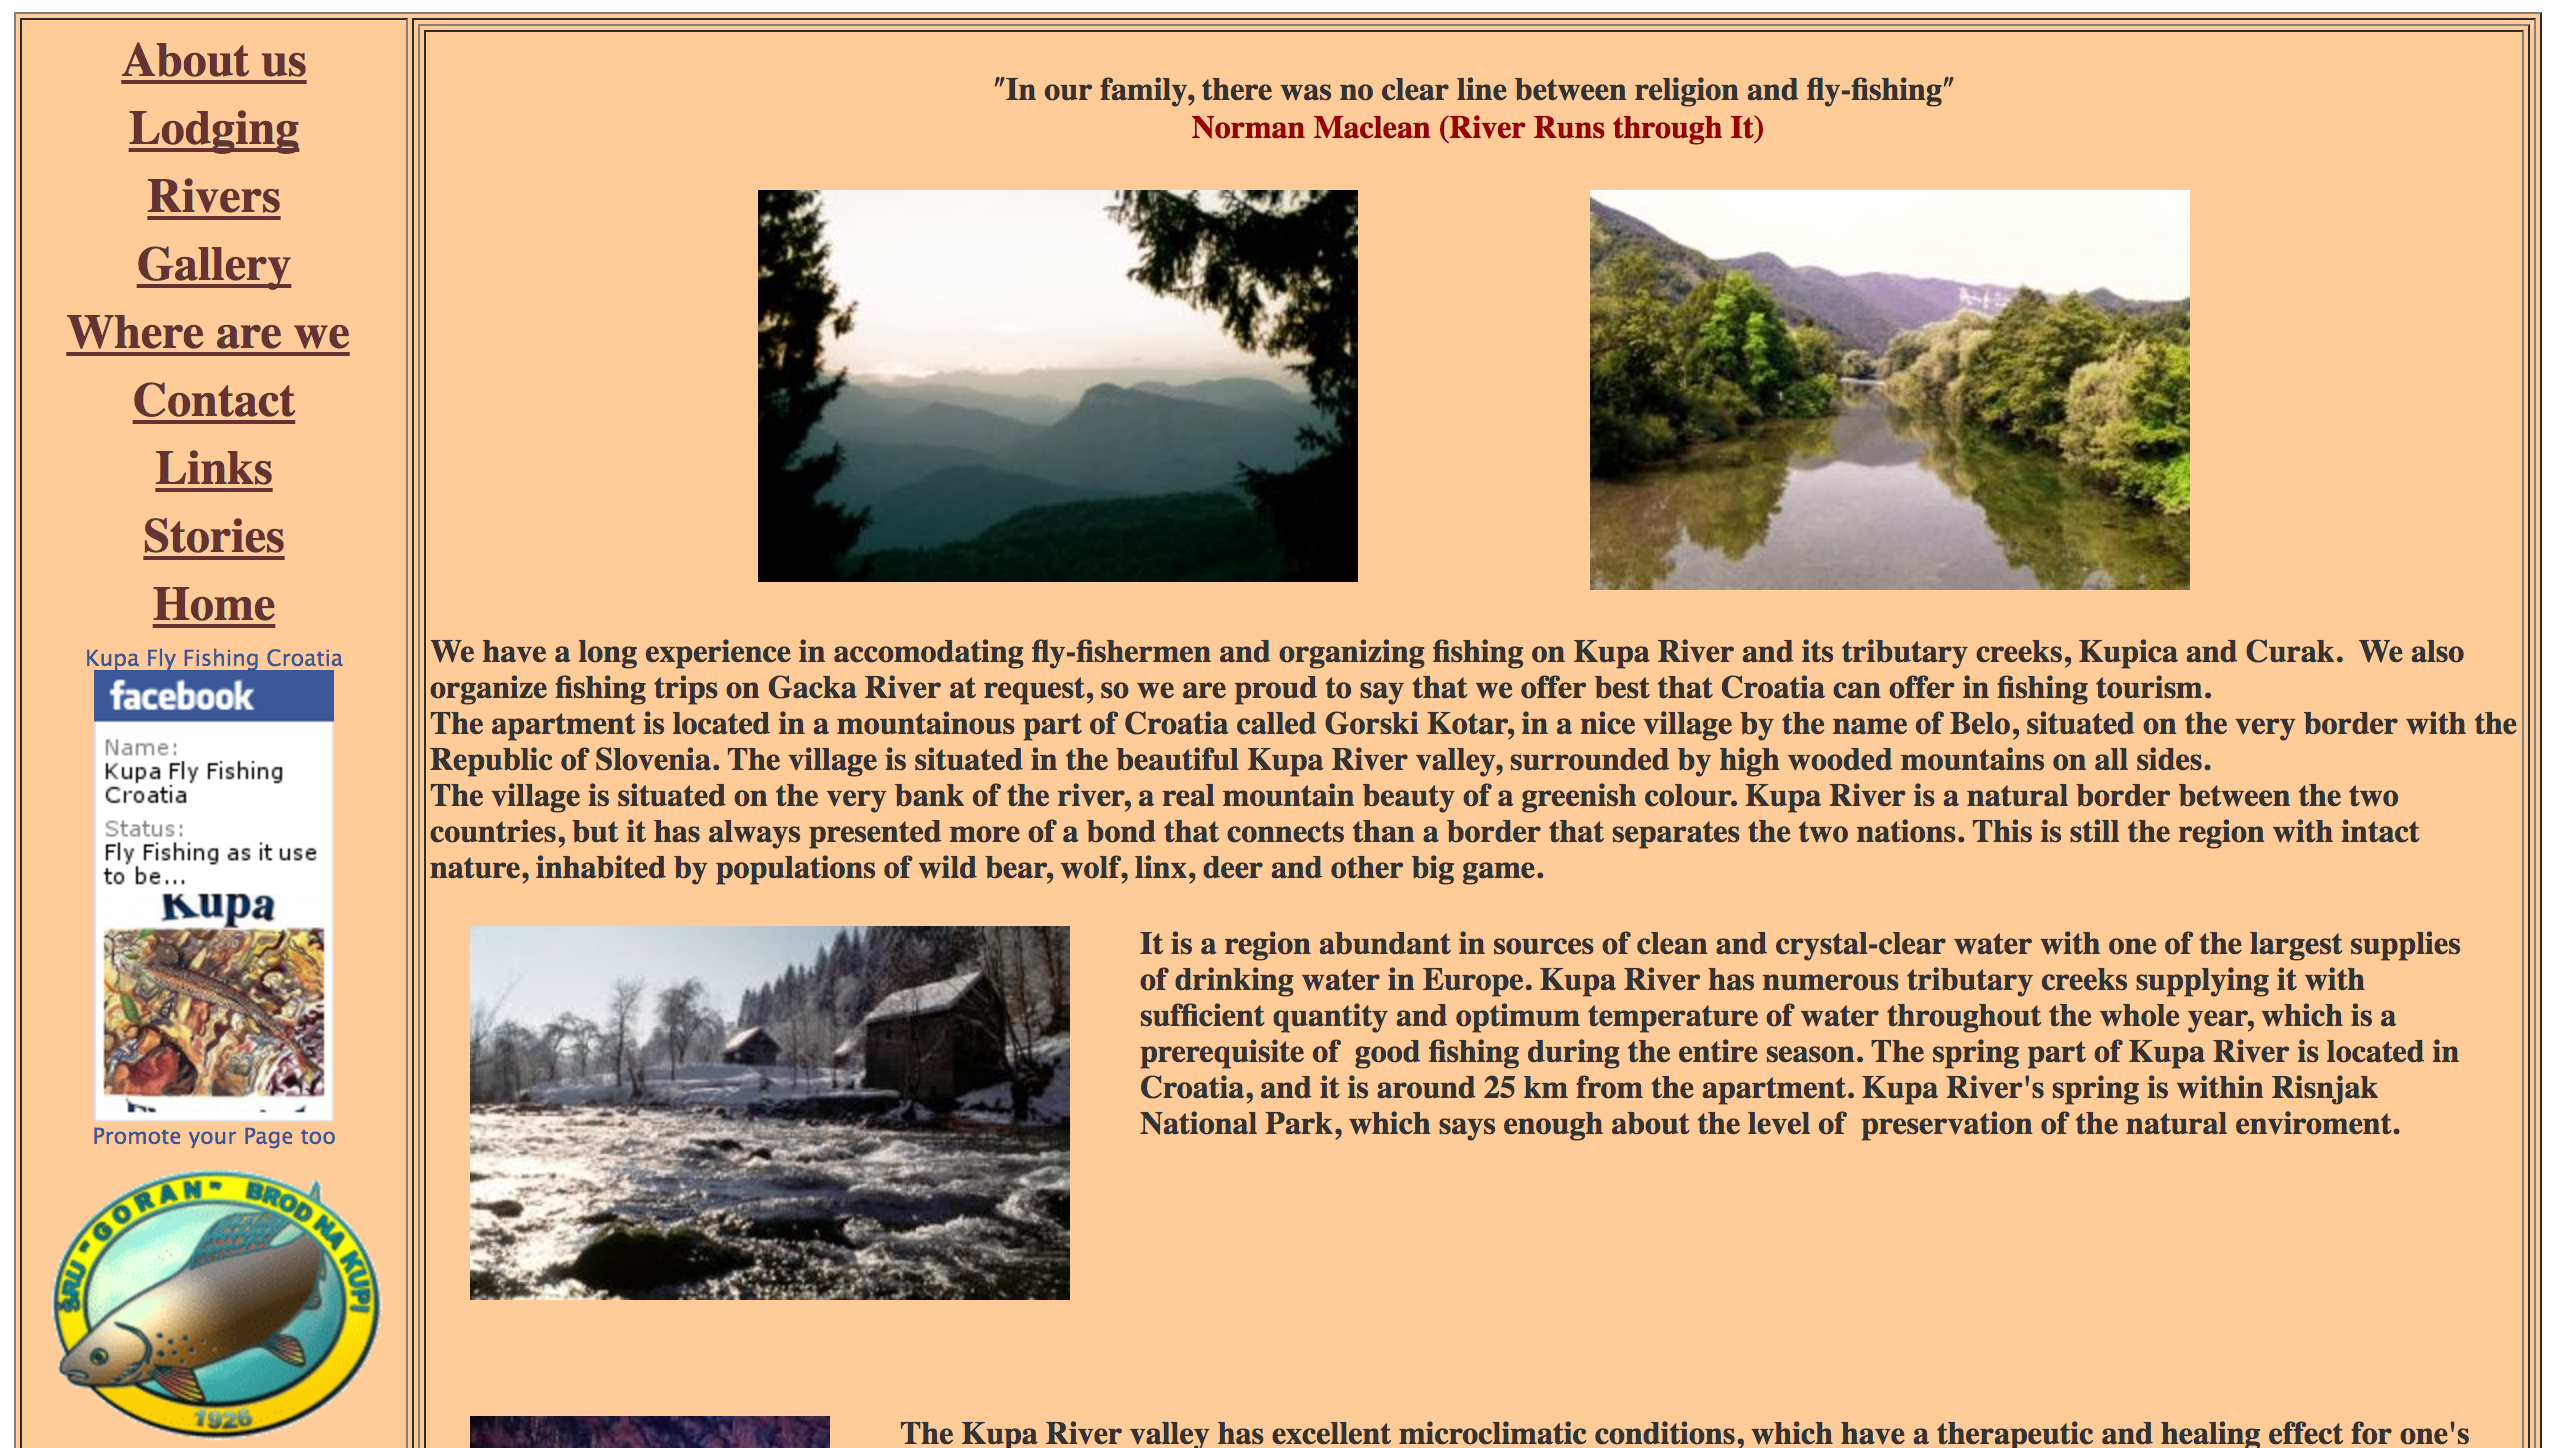 About us
Lodging
Rivers
Gallery
Where are we
Contact
Links
Stories
Home
Kupa Fly Fishing Croatia
facebook
Name:
Kupa Fly Fishing
Croatia
Status:
Fly Fishing as it use
to be...
Kupa
Promote your Page too
ŠRU "GORAN" BROD NA KUPI
1926
"In our family, there was no clear line between religion and fly-fishing"
Norman Maclean (River Runs through It)
We have a long experience in accomodating fly-fishermen and organizing fishing on Kupa River and its tributary creeks, Kupica and Curak.  We also
organize fishing trips on Gacka River at request, so we are proud to say that we offer best that Croatia can offer in fishing tourism.
The apartment is located in a mountainous part of Croatia called Gorski Kotar, in a nice village by the name of Belo, situated on the very border with the
Republic of Slovenia. The village is situated in the beautiful Kupa River valley, surrounded by high wooded mountains on all sides.
The village is situated on the very bank of the river, a real mountain beauty of a greenish colour. Kupa River is a natural border between the two
countries, but it has always presented more of a bond that connects than a border that separates the two nations. This is still the region with intact
nature, inhabited by populations of wild bear, wolf, linx, deer and other big game.
It is a region abundant in sources of clean and crystal-clear water with one of the largest supplies
of drinking water in Europe. Kupa River has numerous tributary creeks supplying it with
sufficient quantity and optimum temperature of water throughout the whole year, which is a
prerequisite of  good fishing during the entire season. The spring part of Kupa River is located in
Croatia, and it is around 25 km from the apartment. Kupa River's spring is within Risnjak
National Park, which says enough about the level of  preservation of the natural enviroment.
The Kupa River valley has excellent microclimatic conditions, which have a therapeutic and healing effect for one's